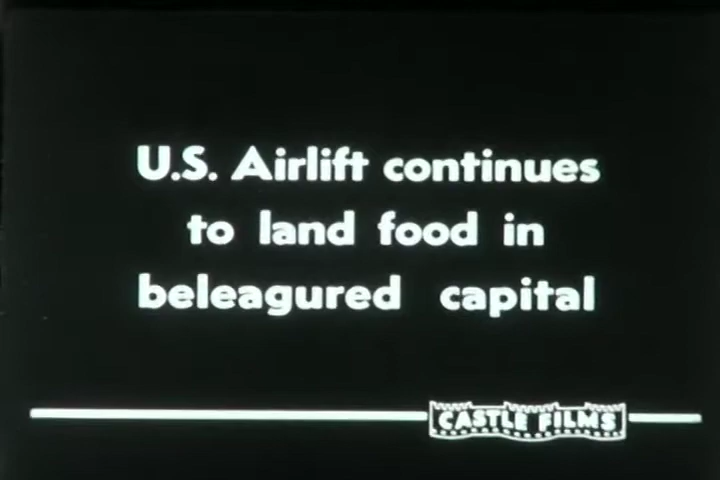 U.S. Airlift continues
to land food in
beleagured capital
CASTLE FILMS